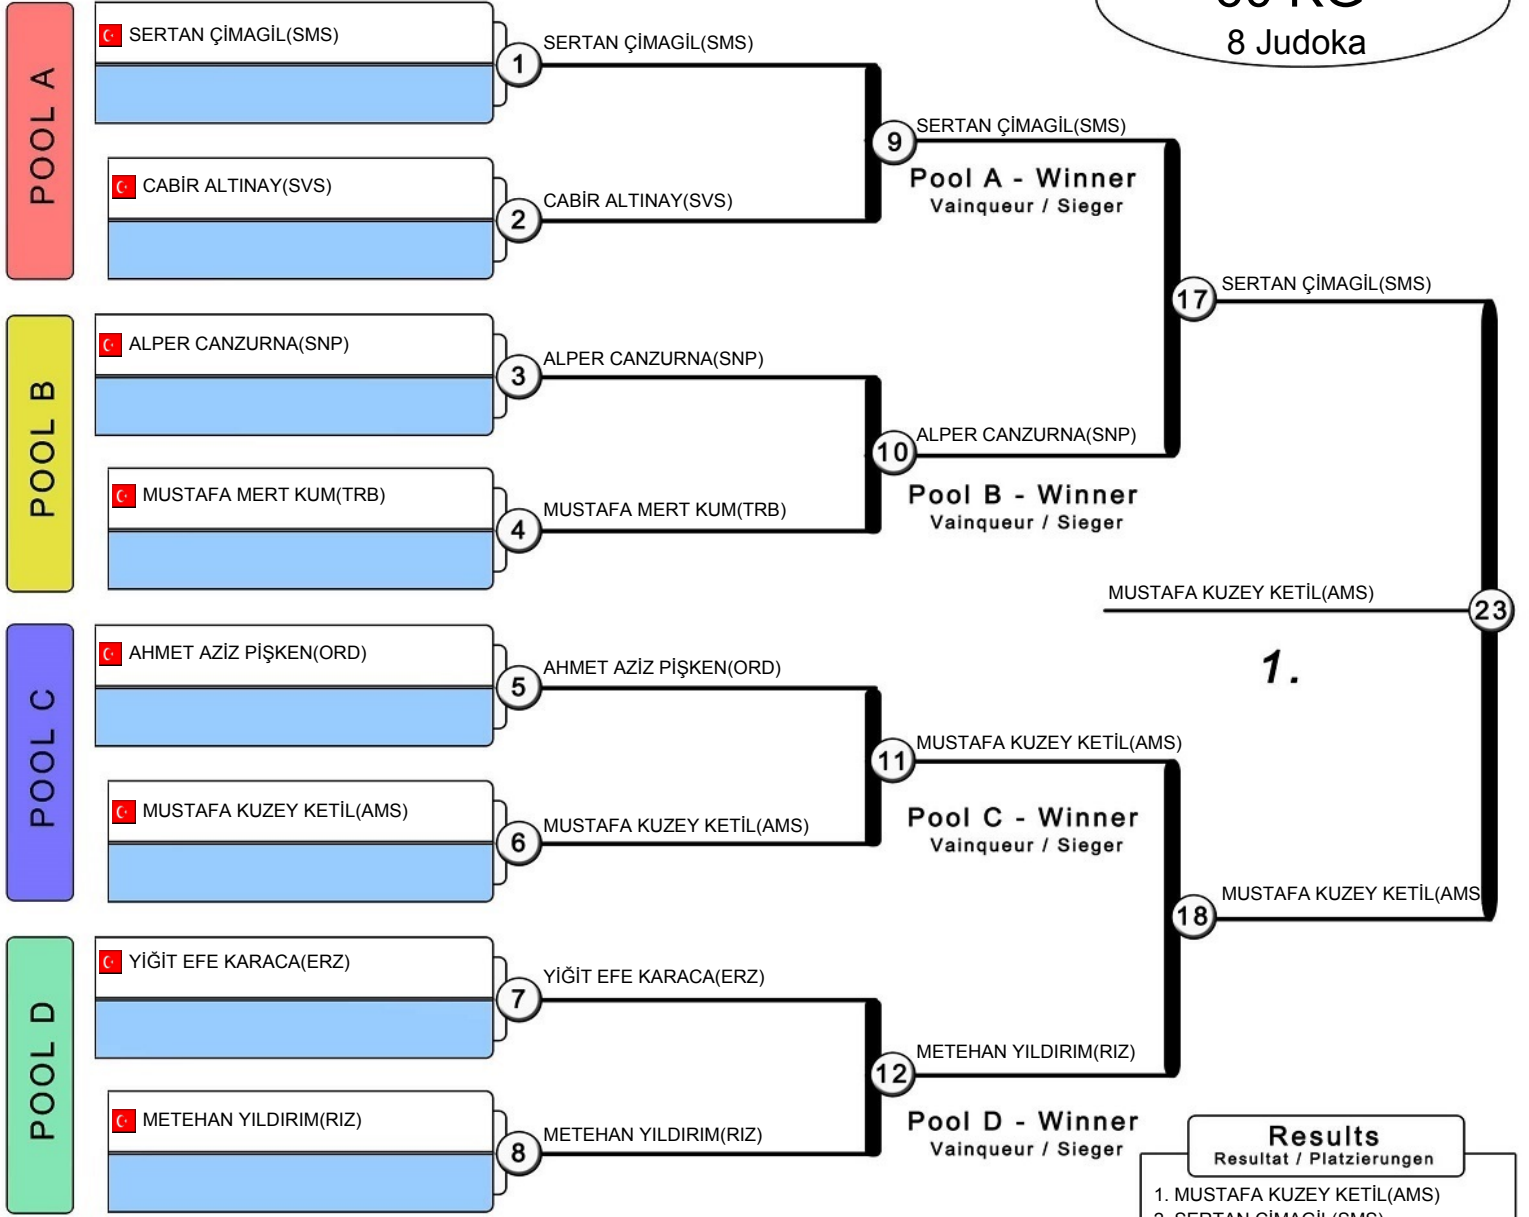 8 Judoka
POOL A
SERTAN ÇİMAGİL(SMS)
1
SERTAN ÇİMAGİL(SMS)
CABİR ALTINAY(SVS)
2
CABİR ALTINAY(SVS)
9
SERTAN ÇİMAGİL(SMS)
Pool A - Winner
Vainqueur / Sieger
POOL B
ALPER CANZURNA(SNP)
3
ALPER CANZURNA(SNP)
MUSTAFA MERT KUM(TRB)
4
MUSTAFA MERT KUM(TRB)
10
ALPER CANZURNA(SNP)
Pool B - Winner
Vainqueur / Sieger
17
SERTAN ÇİMAGİL(SMS)
POOL C
AHMET AZİZ PİŞKEN(ORD)
5
AHMET AZİZ PİŞKEN(ORD)
MUSTAFA KUZEY KETİL(AMS)
6
MUSTAFA KUZEY KETİL(AMS)
11
MUSTAFA KUZEY KETİL(AMS)
Pool C - Winner
Vainqueur / Sieger
POOL D
YİĞİT EFE KARACA(ERZ)
7
YİĞİT EFE KARACA(ERZ)
METEHAN YILDIRIM(RIZ)
8
METEHAN YILDIRIM(RIZ)
12
METEHAN YILDIRIM(RIZ)
Pool D - Winner
Vainqueur / Sieger
18
MUSTAFA KUZEY KETİL(AMS
MUSTAFA KUZEY KETİL(AMS)
23
1.
Results
Resultat / Platzierungen
1. MUSTAFA KUZEY KETİL(AMS)
2. SERTAN ÇİMAGİL(SMS)